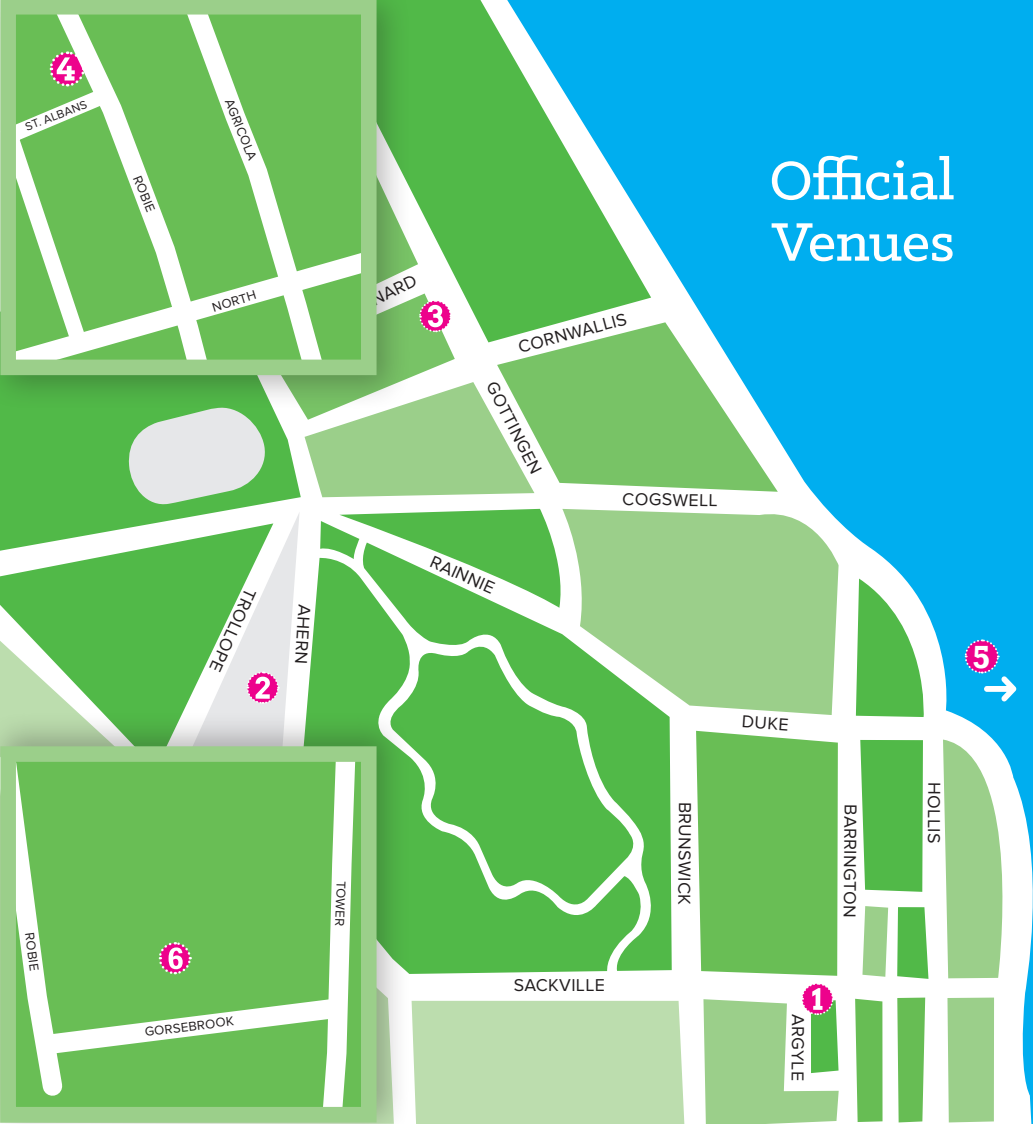 4
ST. ALBANS
AGRICOLA
ROBIE
NORTH
Official
Venues
NARD
3
CORNWALLIS
GOTTINGEN
COGSWELL
RAINNIE
TROLLOPE
AHERN
2
5
DUKE
HOLLIS
BRUNSWICK
BARRINGTON
TOWER
ROBIE
6
GORSEBROOK
SACKVILLE
1
ARGYLE